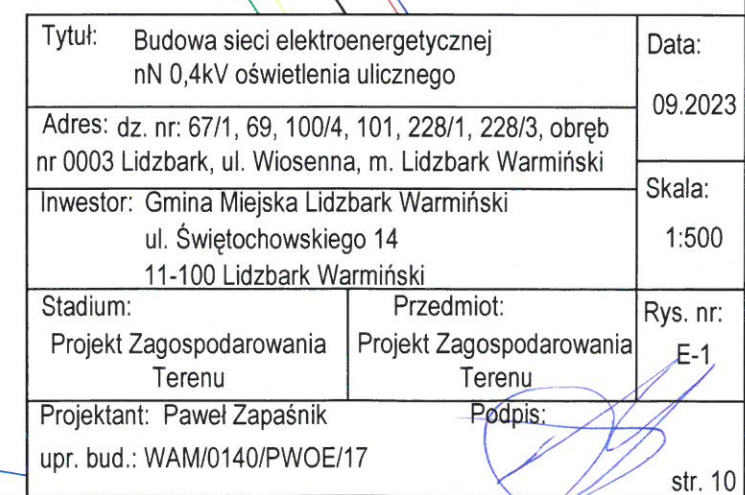 Tytuł: Budowa sieci elektroenergetycznej
nN 0,4kV oświetlenia ulicznego
Data:
09.2023
Adres: dz. nr: 67/1, 69, 100/4, 101, 228/1, 228/3, obręb
nr 0003 Lidzbark, ul. Wiosenna, m. Lidzbark Warmiński
Inwestor: Gmina Miejska Lidzbark Warmiński
ul. Świętochowskiego 14
11-100 Lidzbark Warmiński
Skala:
1:500
Stadium:
Projekt Zagospodarowania
Terenu
Przedmiot:
Projekt Zagospodarowania
Terenu
Rys. nr:
E-1
Projektant: Paweł Zapaśnik
Podpis:
upr. bud.: WAM/0140/PWOE/17
str. 10